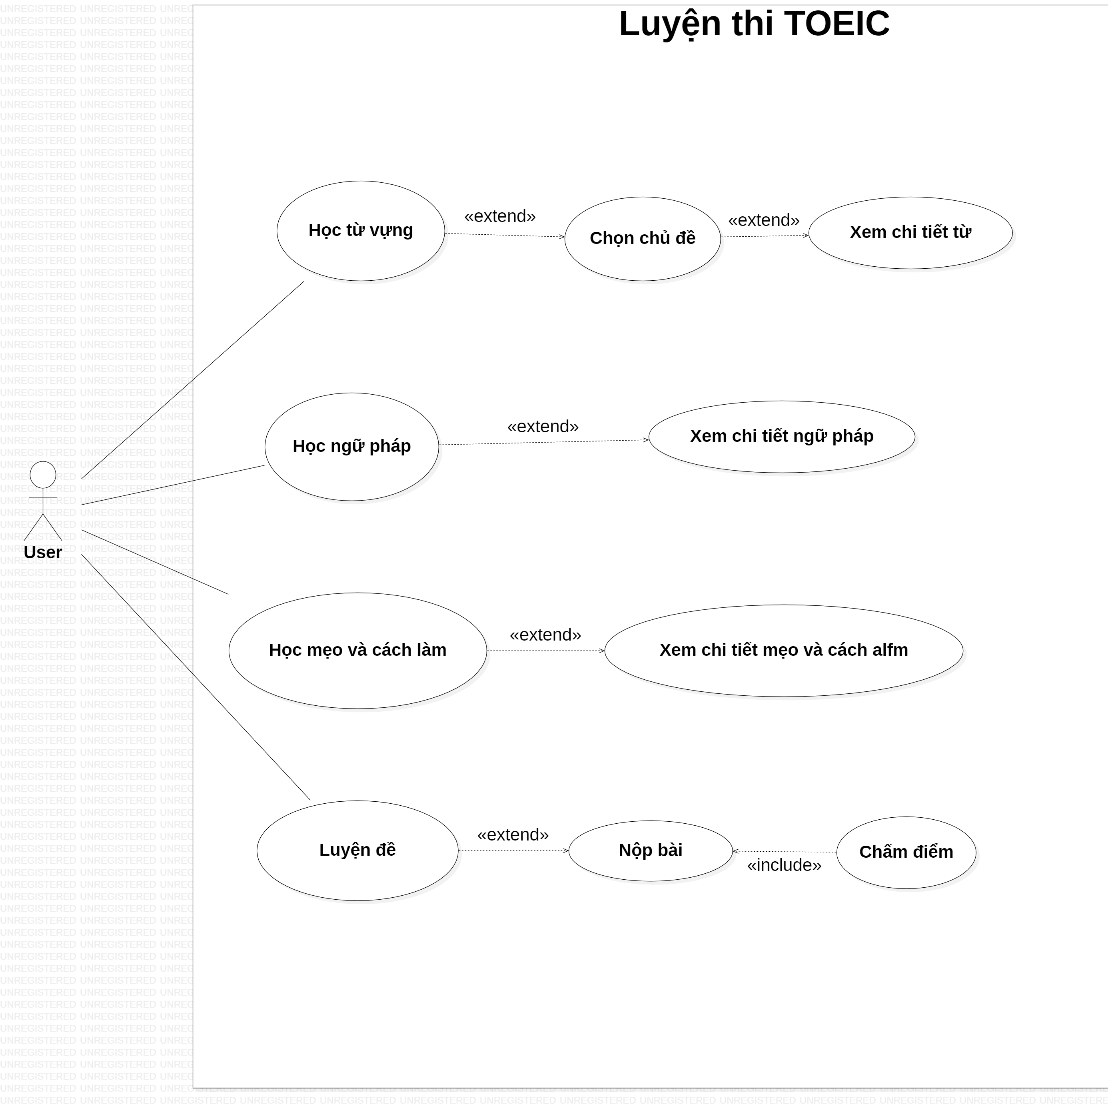 Luyện thi TOEIC
Học từ vựng
«extend»
Chọn chủ đề
«extend»
Xem chi tiết từ
Học ngữ pháp
«extend»
Xem chi tiết ngữ pháp
User
Học mẹo và cách làm
«extend»
Xem chi tiết mẹo và cách alfm
Luyện đề
«extend»
Nộp bài
«include»
Chấm điểm
UNREGISTERED